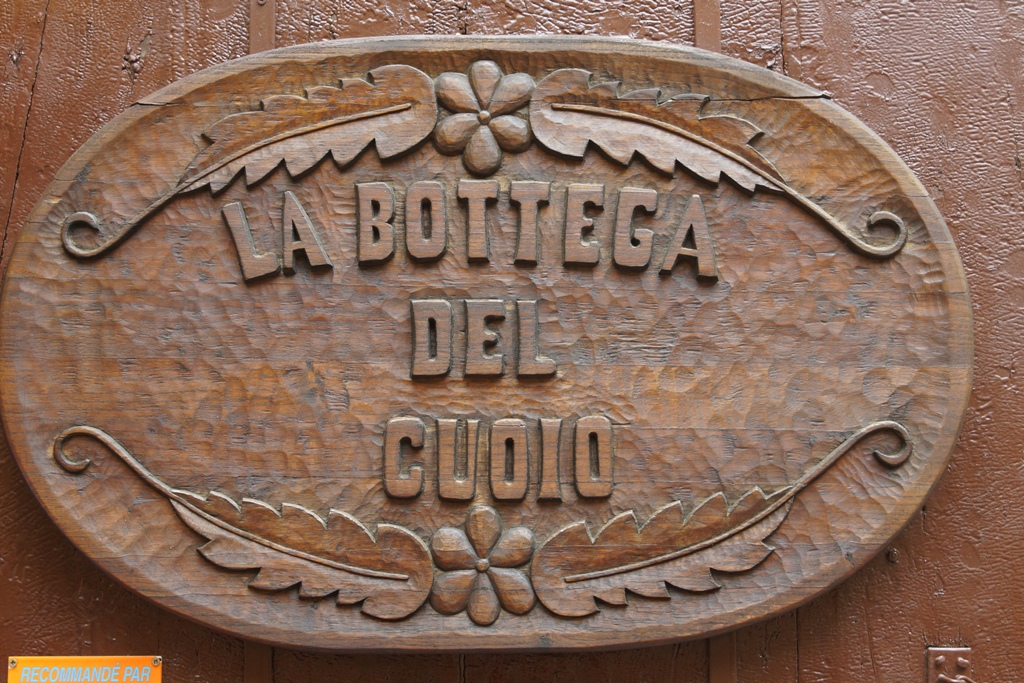 LA BOTTEGA
DEL
CUOIO
RECOMMANDÉ PAR